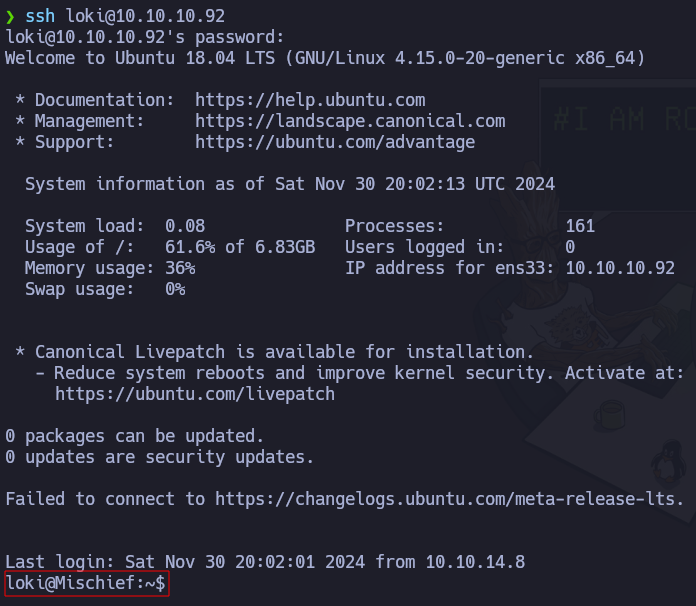 ❯ ssh loki@10.10.10.92
loki@10.10.10.92's password:
Welcome to Ubuntu 18.04 LTS (GNU/Linux 4.15.0-20-generic x86_64)
#I AM RO
* Documentation:  https://help.ubuntu.com
* Management:     https://landscape.canonical.com
* Support:        https://ubuntu.com/advantage
System information as of Sat Nov 30 20:02:13 UTC 2024
System load:  0.08               Processes:            161
Usage of /:   61.6% of 6.83GB   Users logged in:      0
Memory usage: 36%               IP address for ens33: 10.10.10.92
Swap usage:   0%
* Canonical Livepatch is available for installation.
- Reduce system reboots and improve kernel security. Activate at:
https://ubuntu.com/livepatch
0 packages can be updated.
0 updates are security updates.
Failed to connect to https://changelogs.ubuntu.com/meta-release-lts.
Last login: Sat Nov 30 20:02:01 2024 from 10.10.14.8
loki@Mischief:~$